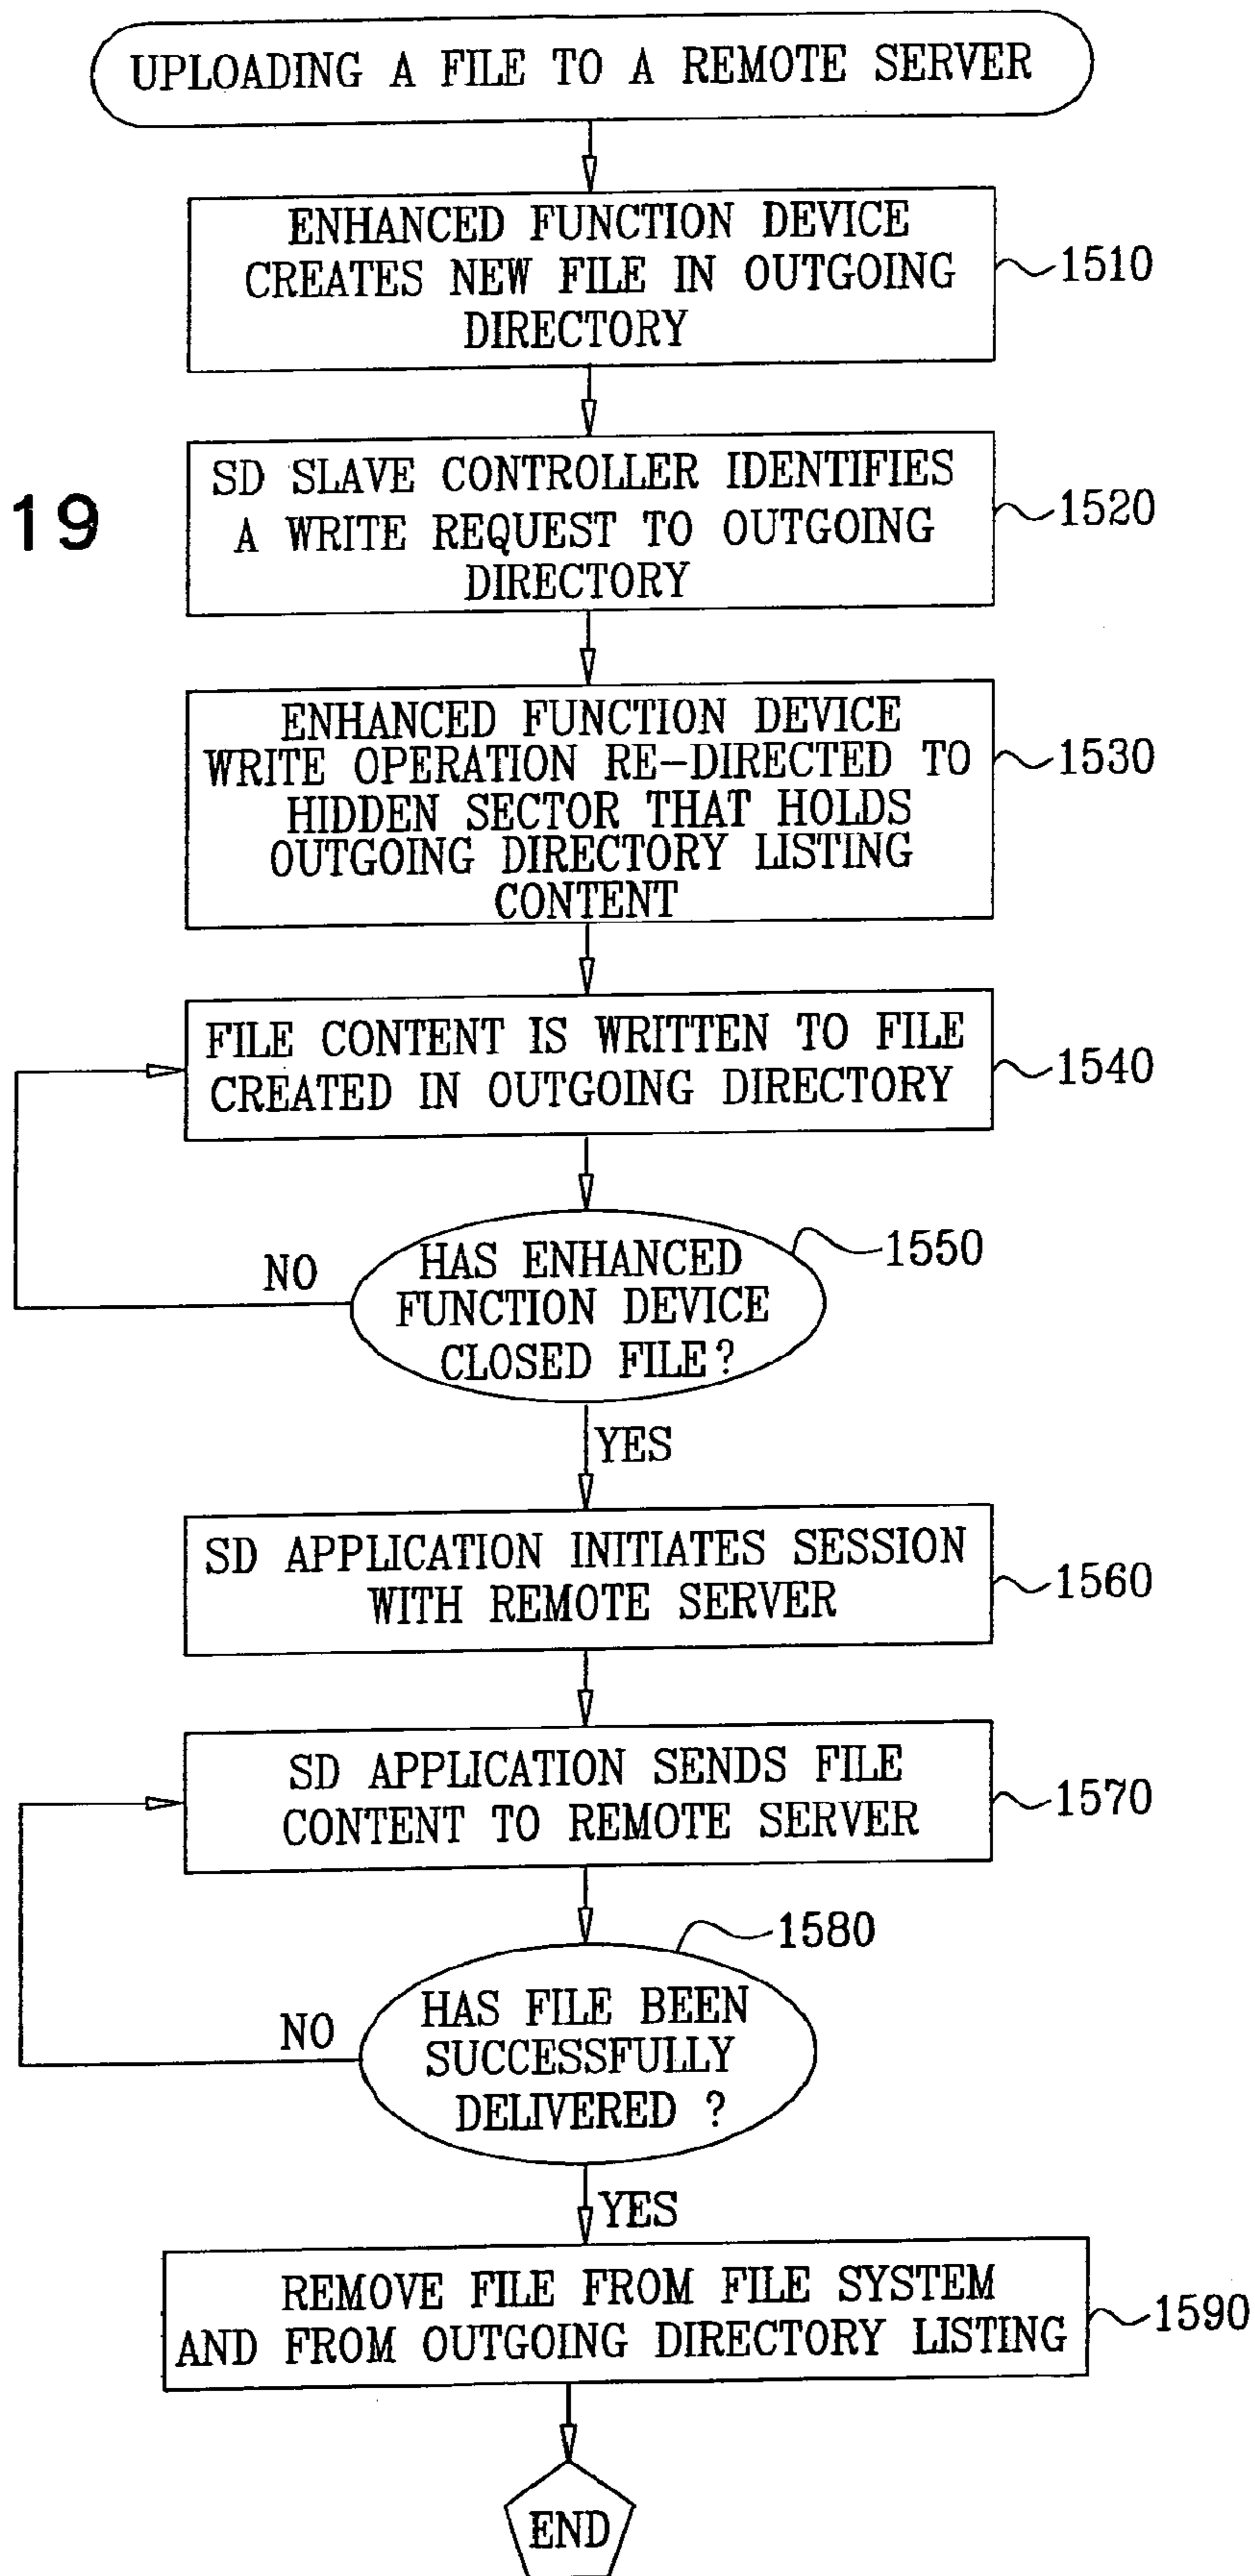 UPLOADING A FILE TO A REMOTE SERVER
ENHANCED FUNCTION DEVICE
CREATES NEW FILE IN OUTGOING
DIRECTORY
1510
19
SD SLAVE CONTROLLER IDENTIFIES
A WRITE REQUEST TO OUTGOING
DIRECTORY
1520
ENHANCED FUNCTION DEVICE
WRITE OPERATION RE-DIRECTED TO
HIDDEN SECTOR THAT HOLDS
OUTGOING DIRECTORY LISTING
CONTENT
1530
FILE CONTENT IS WRITTEN TO FILE
CREATED IN OUTGOING DIRECTORY
1540
HAS ENHANCED
FUNCTION DEVICE
CLOSED FILE?
1550
NO
YES
SD APPLICATION INITIATES SESSION
WITH REMOTE SERVER
1560
SD APPLICATION SENDS FILE
CONTENT TO REMOTE SERVER
1570
1580
HAS FILE BEEN
SUCCESSFULLY
DELIVERED ?
NO
YES
REMOVE FILE FROM FILE SYSTEM
AND FROM OUTGOING DIRECTORY LISTING
1590
END